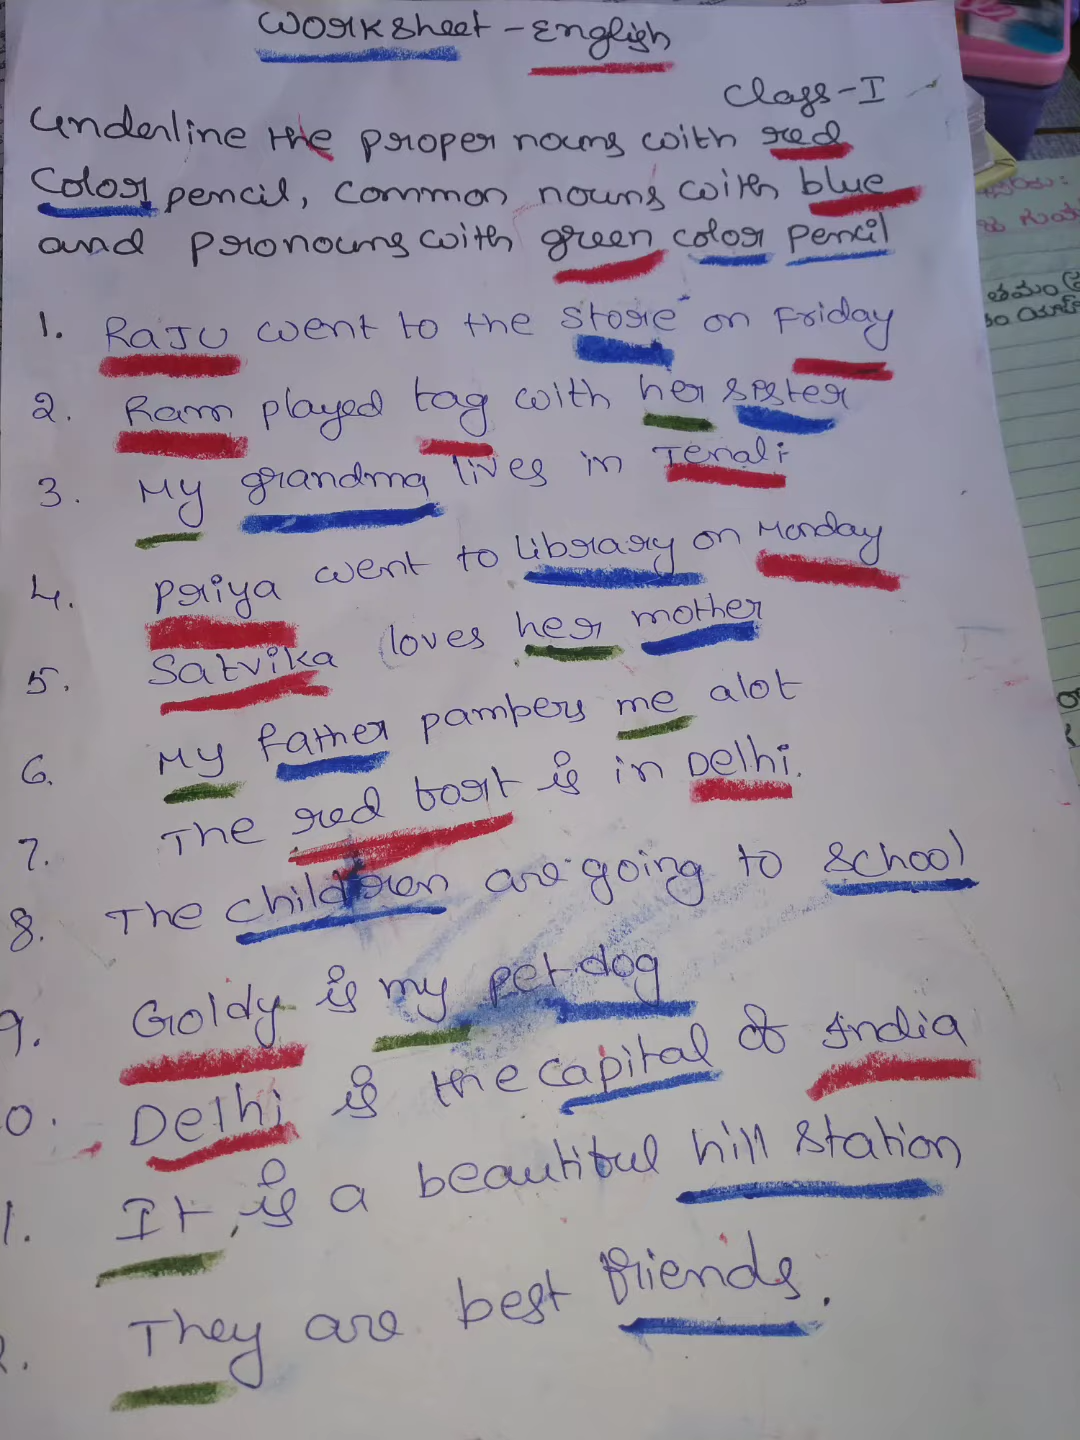 Worksheet - English
Class - I
Underline the proper nouns with red
Color pencil, common nouns with blue
and pronouns with green color pencil
1. RAJU went to the store on Friday
2. Ram played tag with her sister
3. My grandma lives in Tenali
4. Priya went to library on Monday
5. Satvika loves her mother
6. My father pampers me alot
7. The red fort is in Delhi.
8. The children are going to school
9. Goldy is my pet dog
0. Delhi is the capital of India
1. It is a beautiful hill station
They are best friends.